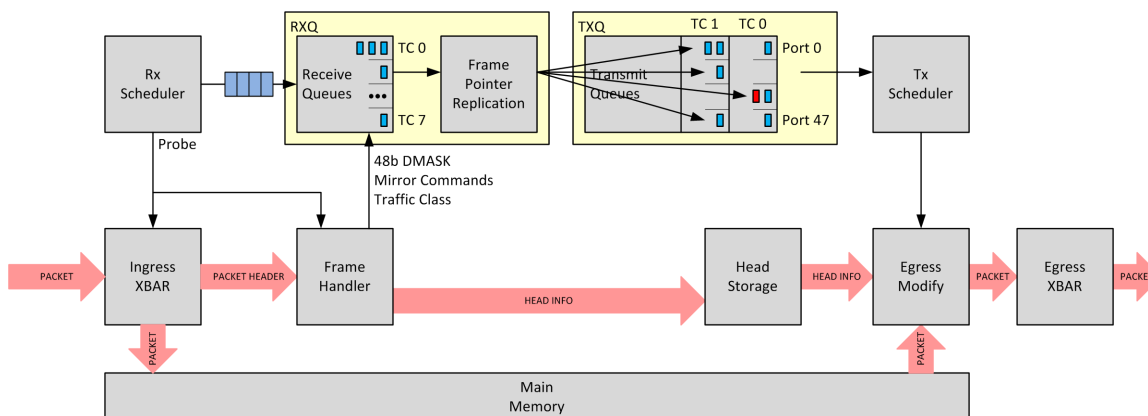 RXQ
TXQ
TC 1
TC 0
Rx
Scheduler
Receive
Queues
TC 0
•••
TC 7
Frame
Pointer
Replication
Transmit
Queues
Port 0
Port 47
Tx
Scheduler
Probe
48b DMASK
Mirror Commands
Traffic Class
PACKET
Ingress
XBAR
PACKET HEADER
Frame
Handler
HEAD INFO
Head
Storage
HEAD INFO
Egress
Modify
PACKET
Egress
XBAR
PACKE
PACKET
PACKET
Main
Memory